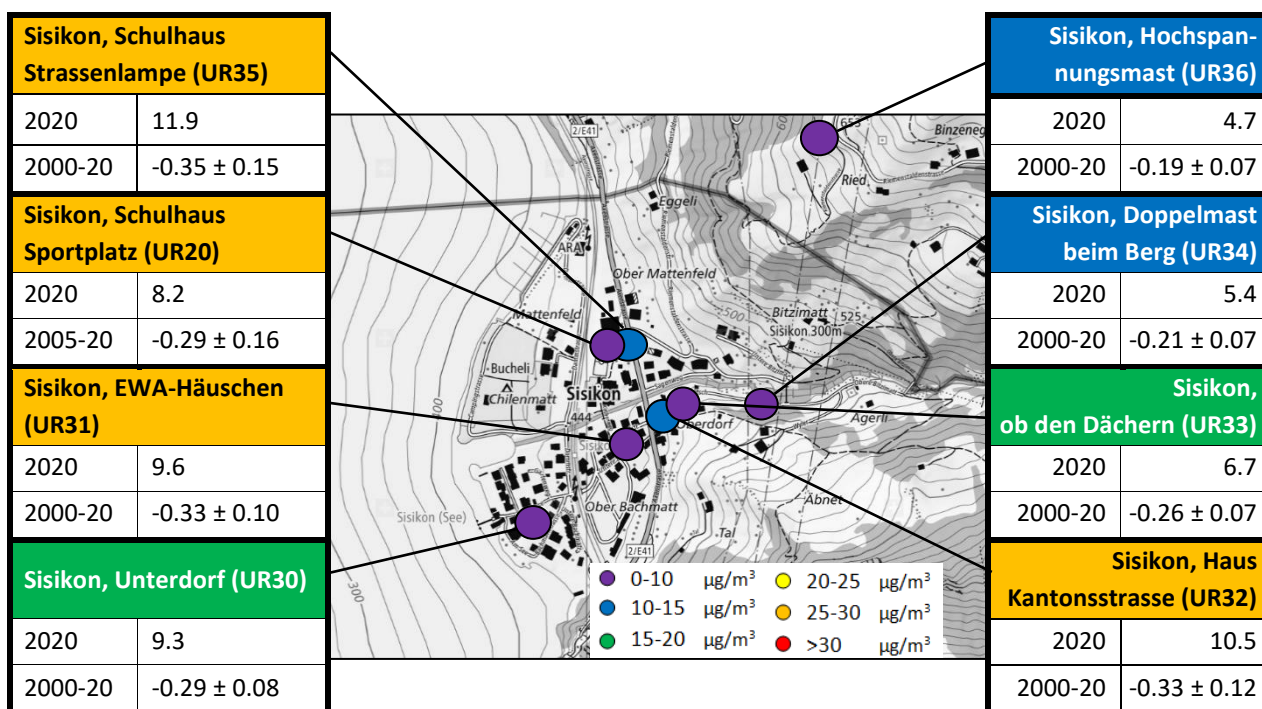 Sisikon, Schulhaus
Strassenlampe (UR35)
2020 11.9
2000-20 -0.35 ± 0.15
Sisikon, Schulhaus
Sportplatz (UR20)
2020 8.2
2005-20 -0.29 ± 0.16
Sisikon, EWA-Häuschen
(UR31)
2020 9.6
2000-20 -0.33 ± 0.10
Sisikon, Unterdorf (UR30)
2020 9.3
2000-20 -0.29 ± 0.08
2/E41
653
Binzeneg
Ried
Eggeli
ARA
Ober Mattenfeld
Mattenfeld
500
Bitzimatt 525
Sisikon 300m
Bucheli
Chilenmatt
Sisikon
400
444
Oberdorf
Ägerli
Äbnet
Ober Bachmatt
Sisikon (See)
Tal
2/E41
300
0-10 µg/m³ 20-25 µg/m³
10-15 µg/m³ 25-30 µg/m³
15-20 µg/m³ >30 µg/m³
Sisikon, Hochspan-
nungsmast (UR36)
2020 4.7
2000-20 -0.19 ± 0.07
Sisikon, Doppelmast
beim Berg (UR34)
2020 5.4
2000-20 -0.21 ± 0.07
Sisikon,
ob den Dächern (UR33)
2020 6.7
2000-20 -0.26 ± 0.07
Sisikon, Haus
Kantonsstrasse (UR32)
2020 10.5
2000-20 -0.33 ± 0.12